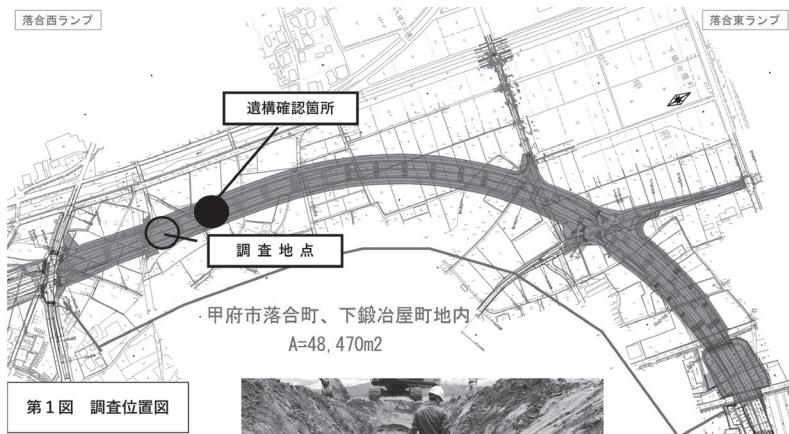 落合西ランプ
落合東ランプ
遺構確認箇所
調査地点
甲府市落合町、下鍛冶屋町地内
A=48,470m2
第1図 調査位置図